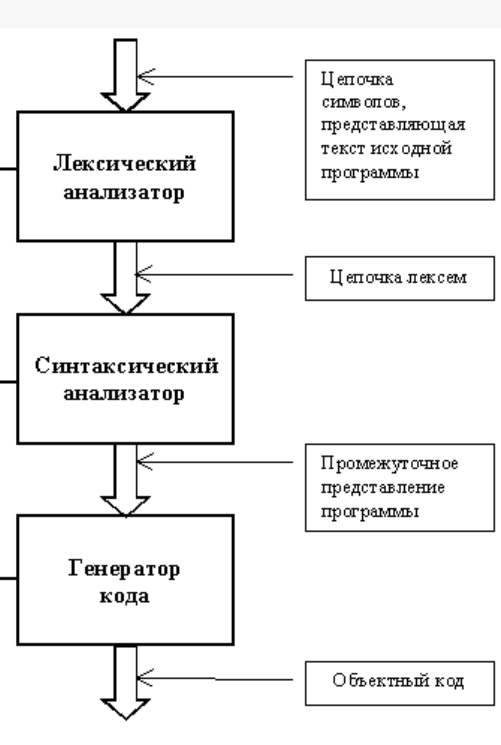 Цепочка
символов,
представляющая
текст исходной
программы
Лексический
анализатор
Цепочка лексем
Синтаксический
анализатор
Промежуточное
представление
программы
Генератор
кода
Объектный код